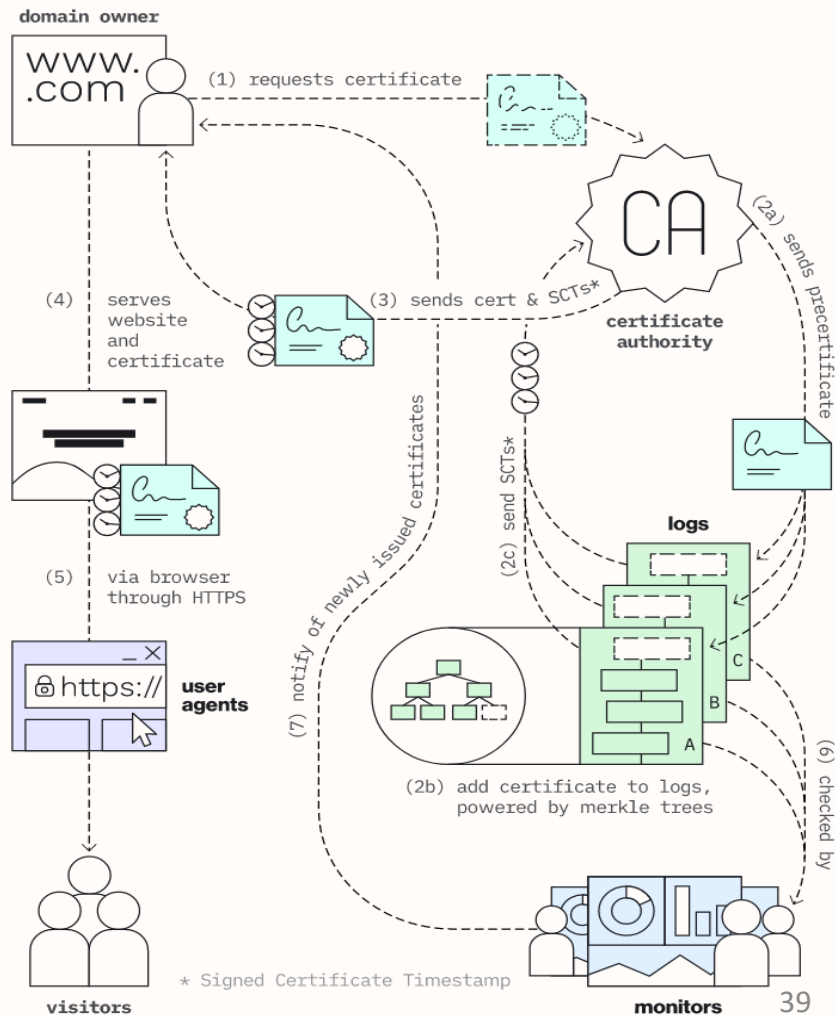 domain owner
www.
.com
(1) requests certificate
CA
certificate
authority
(2a) sends precertificate
(3) sends cert & SCTs*
(4) serves
website
and
certificate
(2c) send SCTs*
logs
C
B
A
(5) via browser
through HTTPS
https://
user
agents
(7) notify of newly issued certificates
(2b) add certificate to logs,
powered by merkle trees
(6) checked by
* Signed Certificate Timestamp
visitors
monitors
39